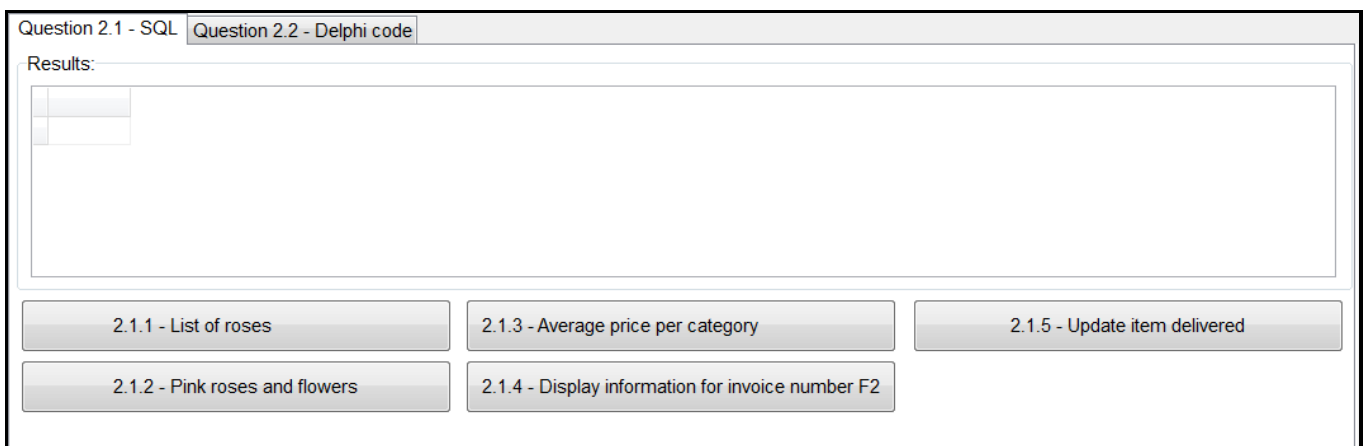 Question 2.1 - SQL Question 2.2 - Delphi code
Results:
2.1.1 - List of roses 2.1.3 - Average price per category 2.1.5 - Update item delivered
2.1.2 - Pink roses and flowers 2.1.4 - Display information for invoice number F2